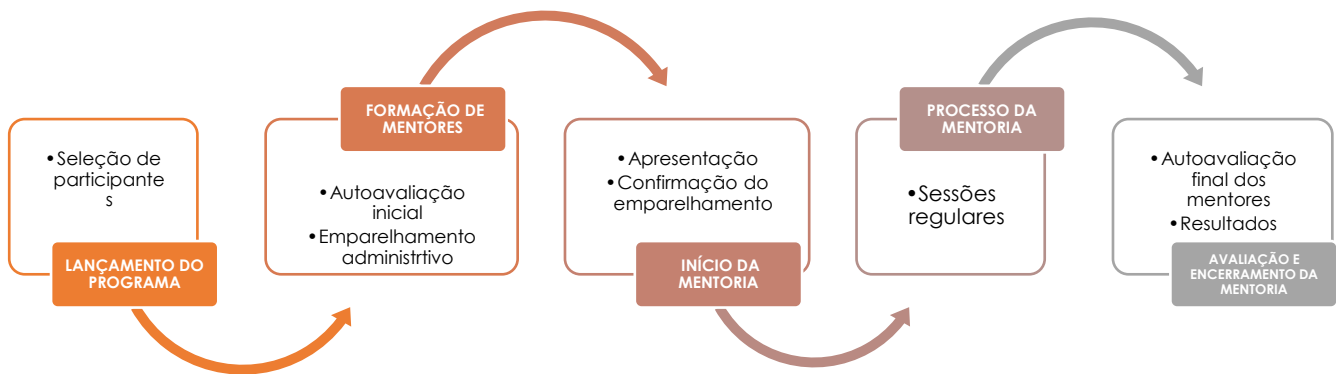 •Seleção de
participante
s
LANÇAMENTO DO
PROGRAMA
FORMAÇÃO DE
MENTORES
•Autoavaliação
inicial
•Emparelhamento
administrtivo
•Apresentação
•Confirmação do
emparelhamento
INÍCIO DA
MENTORIA
PROCESSO DA
MENTORIA
•Sessões
regulares
•Autoavaliação
final dos
mentores
•Resultados
AVALIAÇÃO E
ENCERRAMENTO DA
MENTORIA